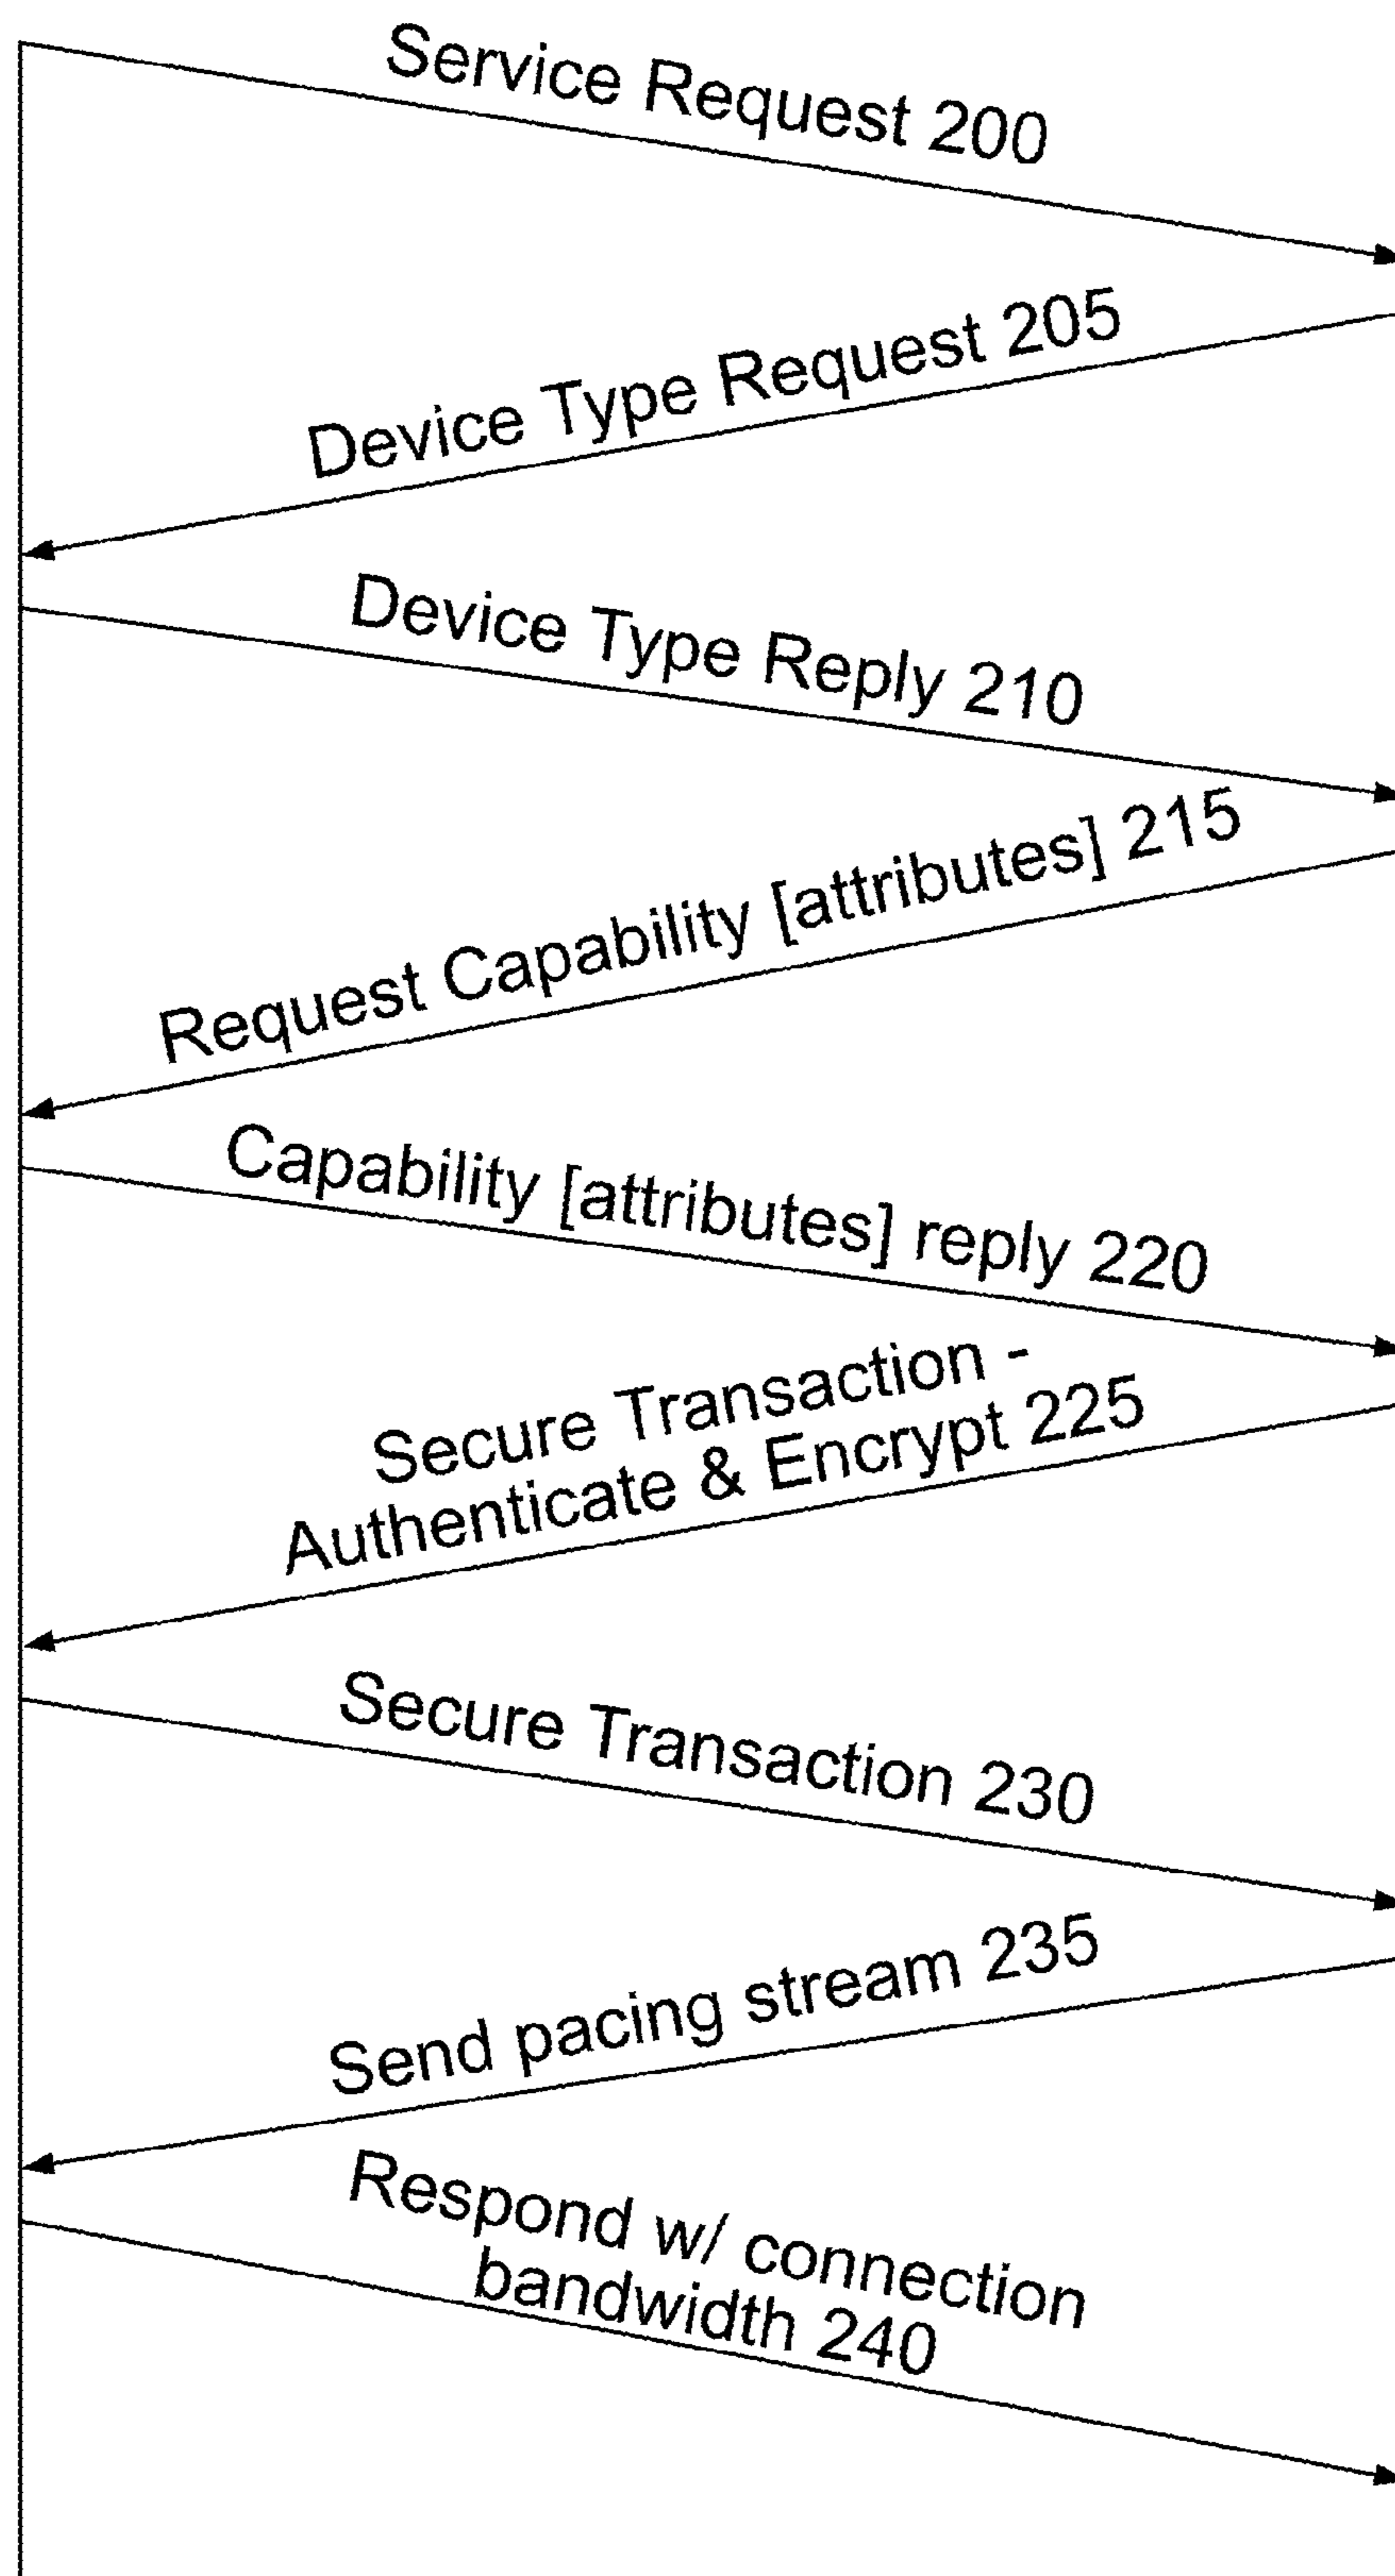 Service Request 200
Device Type Request 205
Device Type Reply 210
Request Capability [attributes] 215
Capability [attributes] reply 220
Secure Transaction -
Authenticate & Encrypt 225
Secure Transaction 230
Send pacing stream 235
Respond w/ connection
bandwidth 240